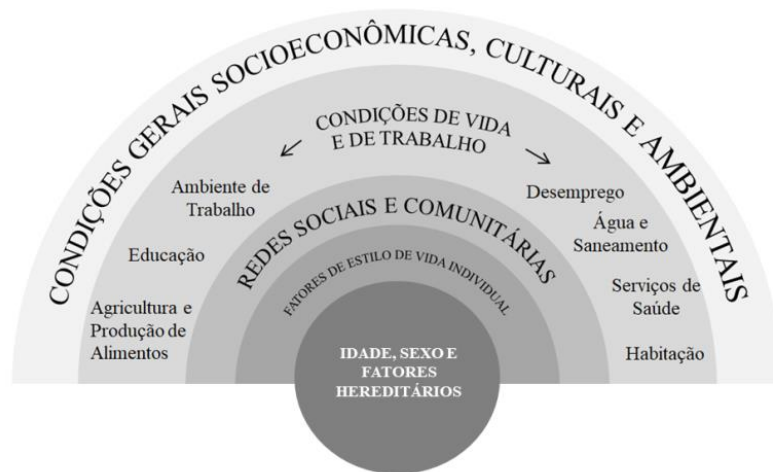 CONDIÇÕES GERAIS SOCIOECONÔMICAS, CULTURAIS E AMBIENTAIS
CONDIÇÕES DE VIDA
E DE TRABALHO
Ambiente de
Trabalho
Educação
Agricultura e
Produção de
Alimentos
Desemprego
Água e
Saneamento
Serviços de
Saúde
Habitação
REDES SOCIAIS E COMUNITÁRIAS
FATORES DE ESTILO DE VIDA INDIVIDUAL
IDADE, SEXO E
FATORES
HEREDITÁRIOS